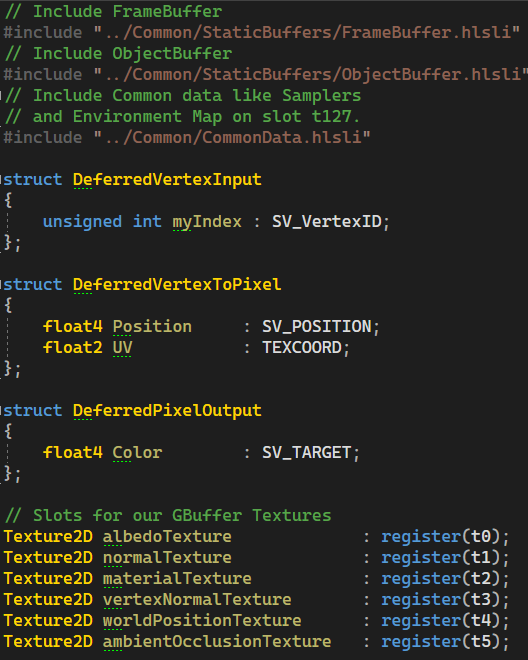 // Include FrameBuffer
#include "../Common/StaticBuffers/FrameBuffer.hlsli"
// Include ObjectBuffer
#include "../Common/StaticBuffers/ObjectBuffer.hlsli"
// Include Common data like Samplers
// and Environment Map on slot t127.
#include "../Common/CommonData.hlsli"
struct DeferredVertexInput
{
unsigned int myIndex : SV_VertexID;
};
struct DeferredVertexToPixel
{
float4 Position : SV_POSITION;
float2 UV : TEXCOORD;
};
struct DeferredPixelOutput
{
float4 Color : SV_TARGET;
};
// Slots for our GBuffer Textures
Texture2D albedoTexture : register(t0);
Texture2D normalTexture : register(t1);
Texture2D materialTexture : register(t2);
Texture2D vertexNormalTexture : register(t3);
Texture2D worldPositionTexture : register(t4);
Texture2D ambientOcclusionTexture : register(t5);